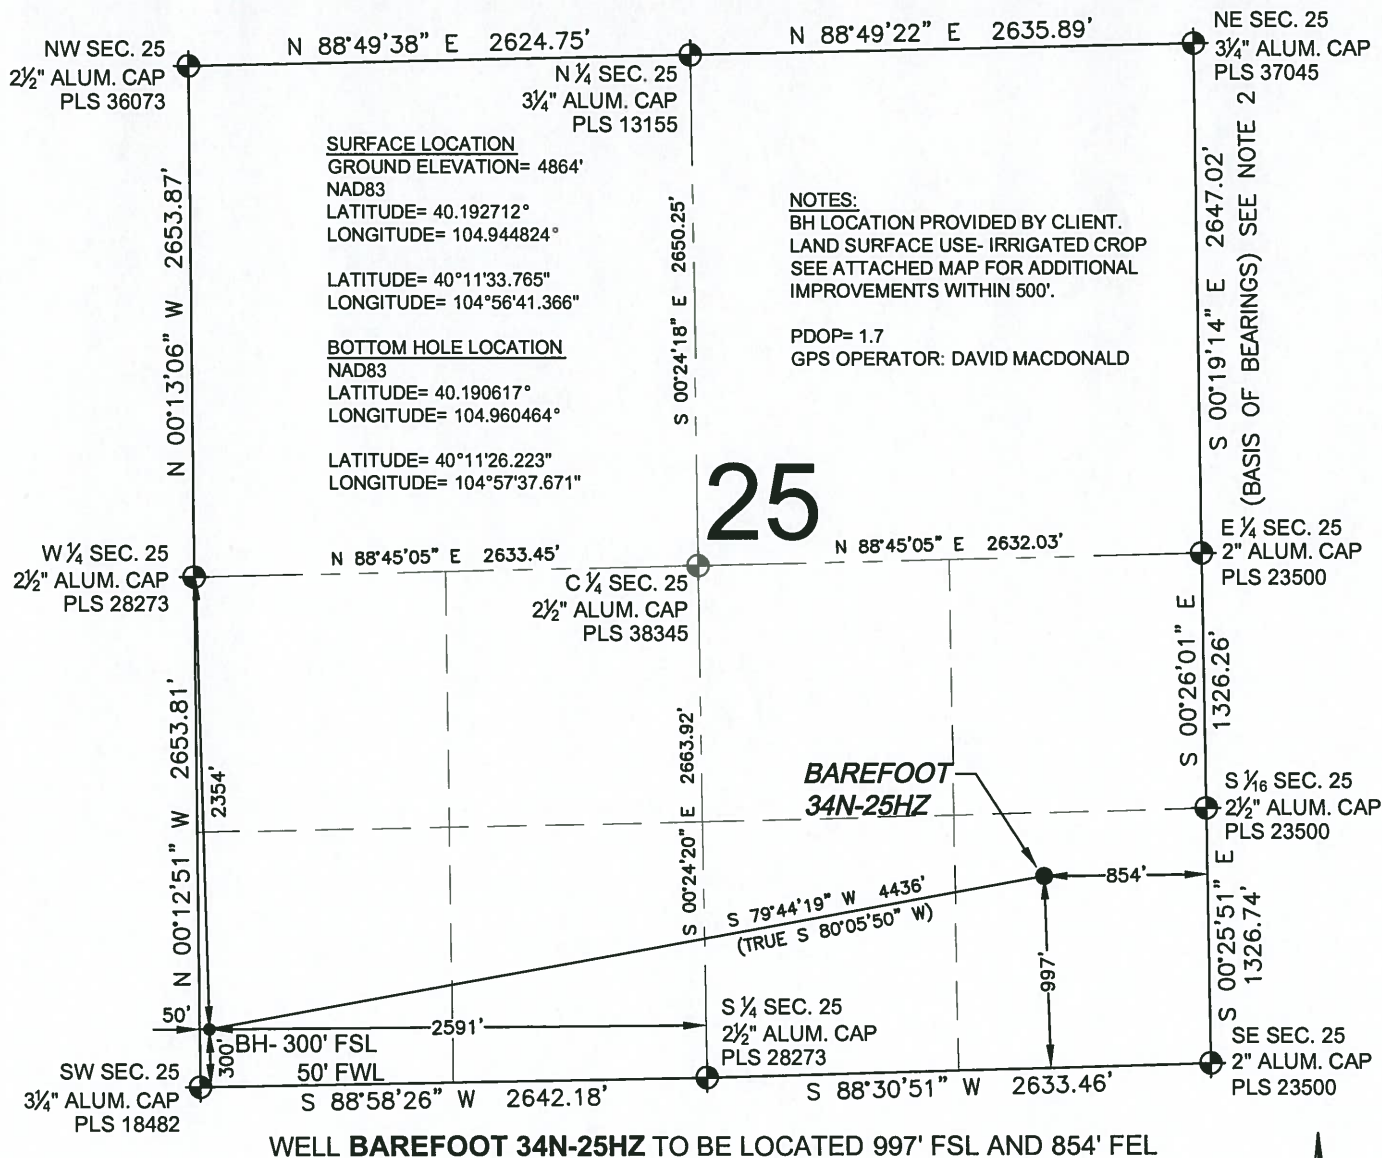 NW SEC. 25
2½" ALUM. CAP
PLS 36073
N 88°49'38" E 2624.75'
N ¼ SEC. 25
3¼" ALUM. CAP
PLS 13155
N 88°49'22" E 2635.89'
NE SEC. 25
3¼" ALUM. CAP
PLS 37045
N 00°13'06" W 2653.87'
SURFACE LOCATION
GROUND ELEVATION= 4864'
NAD83
LATITUDE= 40.192712°
LONGITUDE= 104.944824°
LATITUDE= 40°11'33.765"
LONGITUDE= 104°56'41.366"
BOTTOM HOLE LOCATION
NAD83
LATITUDE= 40.190617°
LONGITUDE= 104.960464°
LATITUDE= 40°11'26.223"
LONGITUDE= 104°57'37.671"
S 00°24'18" E 2650.25'
NOTES:
BH LOCATION PROVIDED BY CLIENT.
LAND SURFACE USE- IRRIGATED CROP
SEE ATTACHED MAP FOR ADDITIONAL
IMPROVEMENTS WITHIN 500'.
PDOP= 1.7
GPS OPERATOR: DAVID MACDONALD
S 00°19'14" E 2647.02'
(BASIS OF BEARINGS) SEE NOTE 2
25
W ¼ SEC. 25
2½" ALUM. CAP
PLS 28273
N 88°45'05" E 2633.45'
C ¼ SEC. 25
2½" ALUM. CAP
PLS 38345
N 88°45'05" E 2632.03'
E ¼ SEC. 25
2" ALUM. CAP
PLS 23500
N 00°12'51" W 2653.81'
2354'
S 00°24'20" E 2663.92'
BAREFOOT
34N-25HZ
S 00°26'01" E
1326.26'
S 1⁄16 SEC. 25
2½" ALUM. CAP
PLS 23500
S 79°44'19" W 4436'
(TRUE S 80°05'50" W)
854'
997'
S 00°25'51" E
1326.74'
50'
2591'
300'
BH- 300' FSL
50' FWL
S ¼ SEC. 25
2½" ALUM. CAP
PLS 28273
SW SEC. 25
3¼" ALUM. CAP
PLS 18482
S 88°58'26" W 2642.18'
S 88°30'51" W 2633.46'
SE SEC. 25
2" ALUM. CAP
PLS 23500
WELL BAREFOOT 34N-25HZ TO BE LOCATED 997' FSL AND 854' FEL